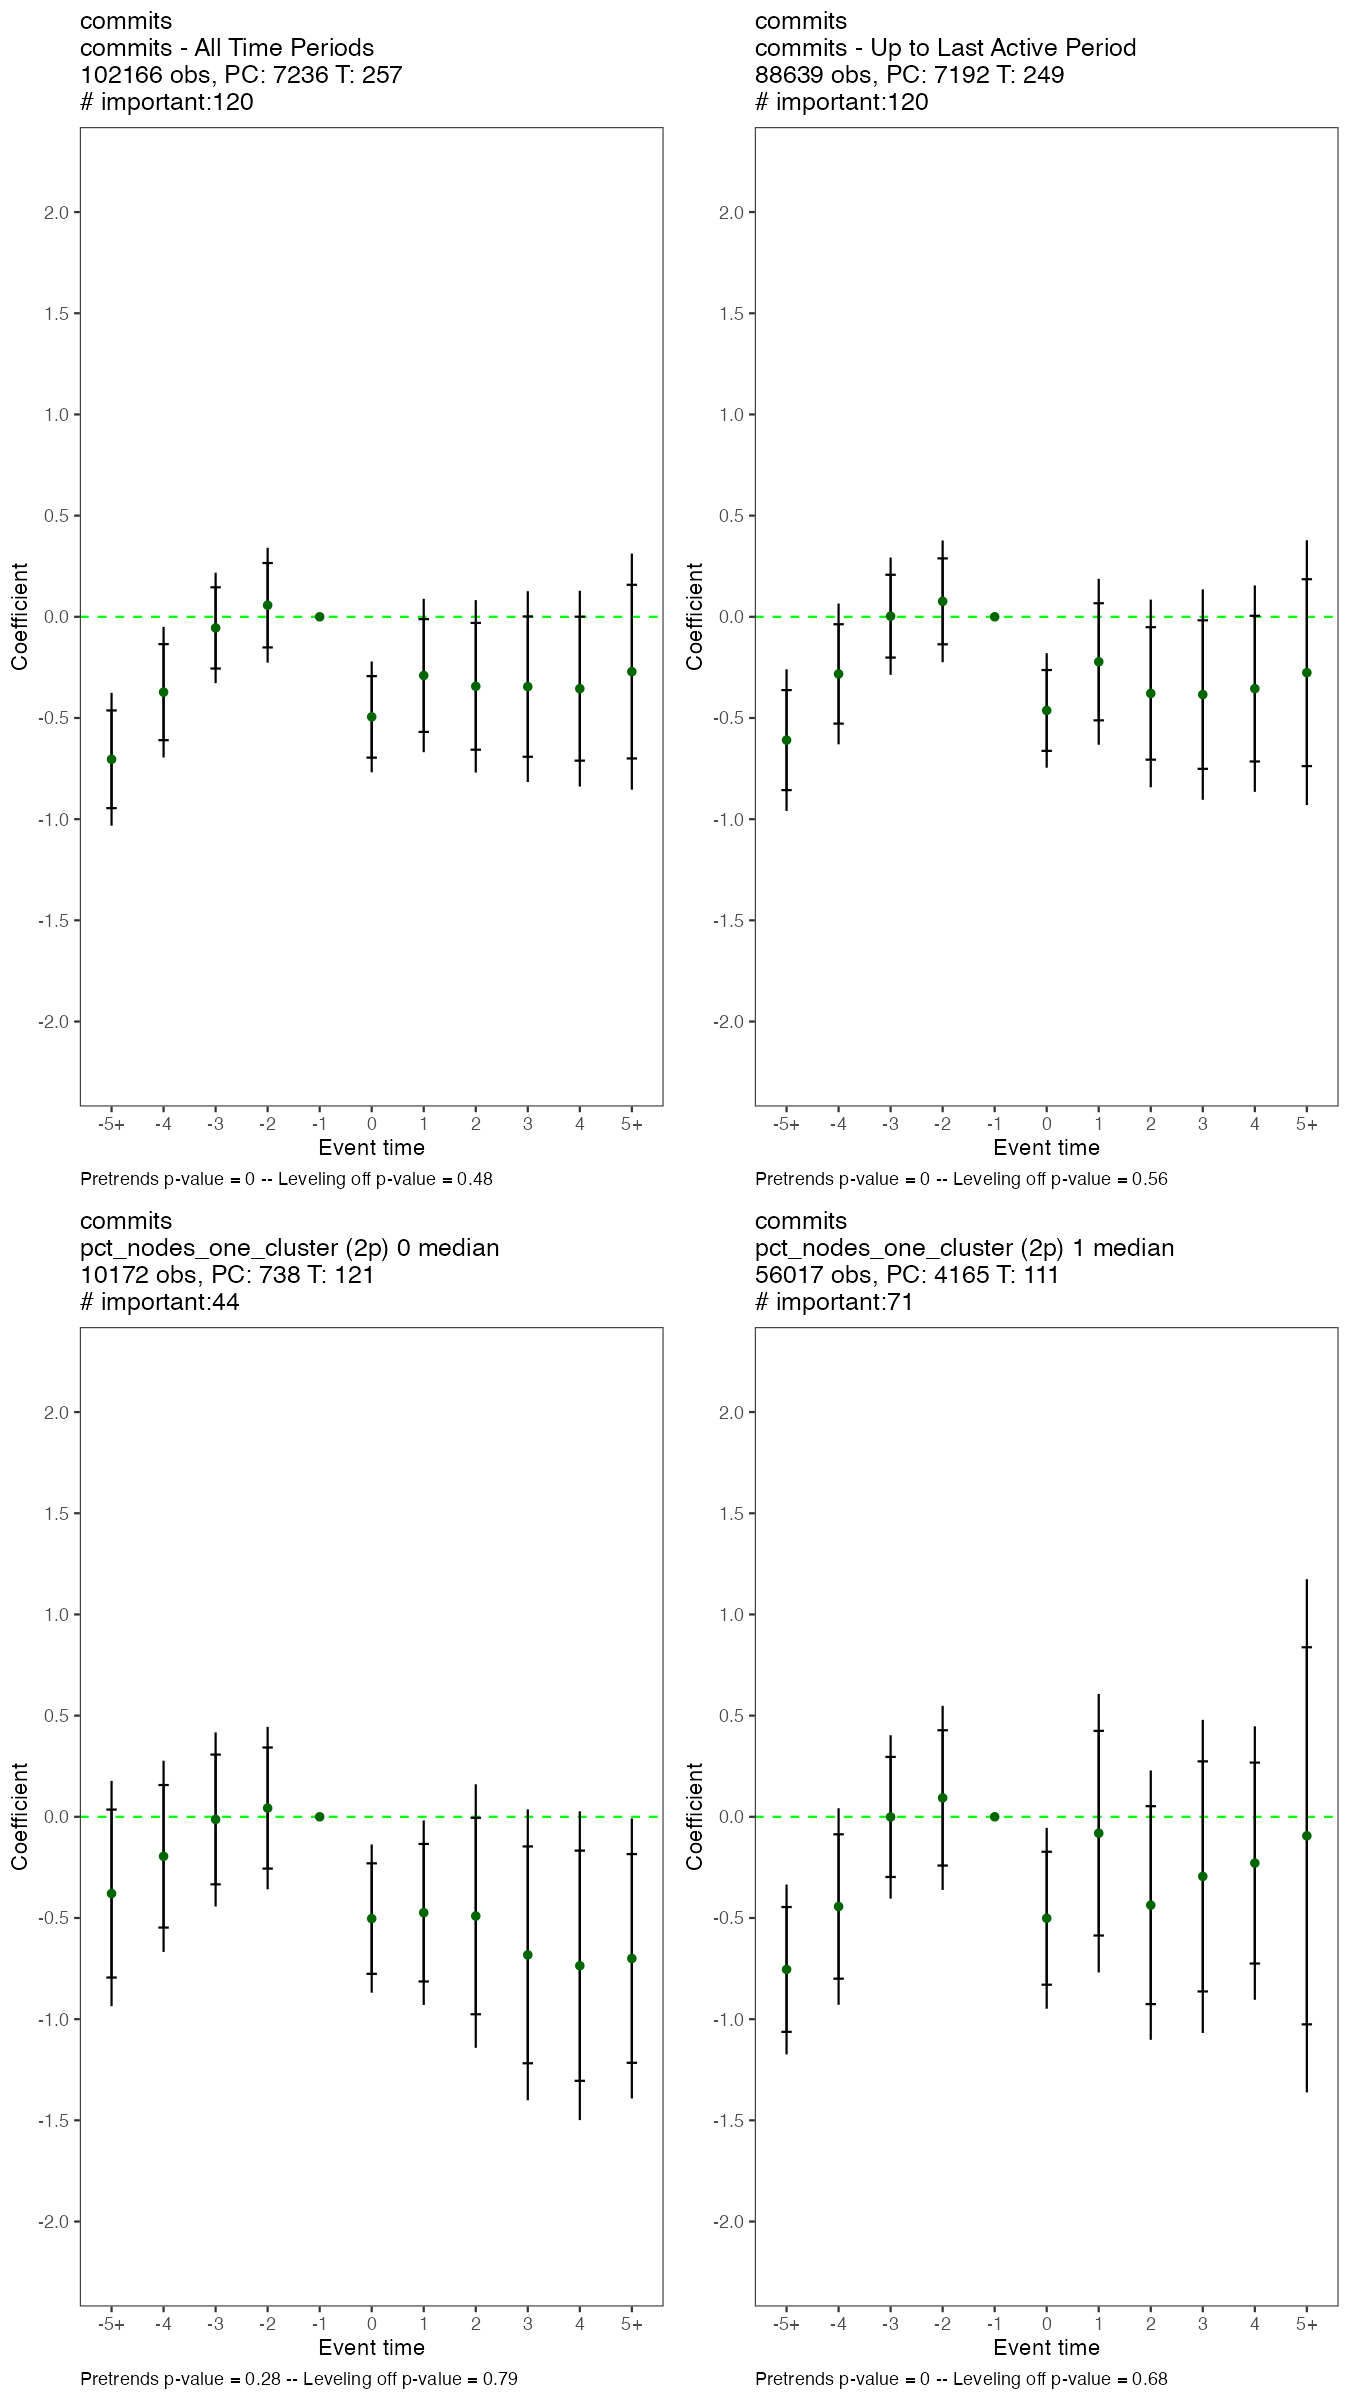 commits
commits - All Time Periods
102166 obs, PC: 7236 T: 257
# important:120
2.0
1.5
1.0
0.5
0.0
-0.5
-1.0
-1.5
-2.0
Coefficient
-5+ -4 -3 -2 -1 0 1 2 3 4 5+
Event time
Pretrends p-value = 0 -- Leveling off p-value = 0.48
commits
commits - Up to Last Active Period
88639 obs, PC: 7192 T: 249
# important:120
2.0
1.5
1.0
0.5
0.0
-0.5
-1.0
-1.5
-2.0
Coefficient
-5+ -4 -3 -2 -1 0 1 2 3 4 5+
Event time
Pretrends p-value = 0 -- Leveling off p-value = 0.56
commits
pct_nodes_one_cluster (2p) 0 median
10172 obs, PC: 738 T: 121
# important:44
2.0
1.5
1.0
0.5
0.0
-0.5
-1.0
-1.5
-2.0
Coefficient
-5+ -4 -3 -2 -1 0 1 2 3 4 5+
Event time
Pretrends p-value = 0.28 -- Leveling off p-value = 0.79
commits
pct_nodes_one_cluster (2p) 1 median
56017 obs, PC: 4165 T: 111
# important:71
2.0
1.5
1.0
0.5
0.0
-0.5
-1.0
-1.5
-2.0
Coefficient
-5+ -4 -3 -2 -1 0 1 2 3 4 5+
Event time
Pretrends p-value = 0 -- Leveling off p-value = 0.68